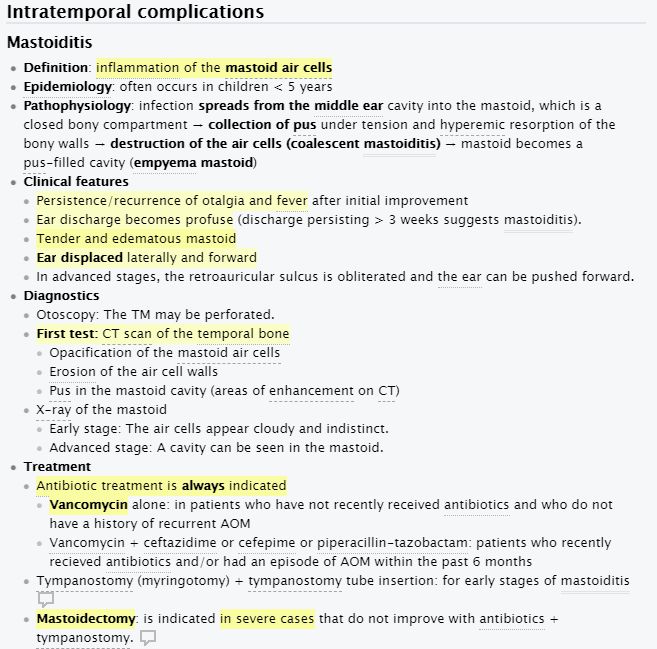 Intratemporal complications
Mastoiditis
Definition: inflammation of the mastoid air cells
Epidemiology: often occurs in children < 5 years
Pathophysiology: infection spreads from the middle ear cavity into the mastoid, which is a
closed bony compartment → collection of pus under tension and hyperemic resorption of the
bony walls → destruction of the air cells (coalescent mastoiditis) → mastoid becomes a
pus-filled cavity (empyema mastoid)
Clinical features
Persistence/recurrence of otalgia and fever after initial improvement
Ear discharge becomes profuse (discharge persisting > 3 weeks suggests mastoiditis).
Tender and edematous mastoid
Ear displaced laterally and forward
In advanced stages, the retroauricular sulcus is obliterated and the ear can be pushed forward.
Diagnostics
Otoscopy: The TM may be perforated.
First test: CT scan of the temporal bone
Opacification of the mastoid air cells
Erosion of the air cell walls
Pus in the mastoid cavity (areas of enhancement on CT)
X-ray of the mastoid
Early stage: The air cells appear cloudy and indistinct.
Advanced stage: A cavity can be seen in the mastoid.
Treatment
Antibiotic treatment is always indicated
Vancomycin alone: in patients who have not recently received antibiotics and who do not
have a history of recurrent AOM
Vancomycin + ceftazidime or cefepime or piperacillin-tazobactam: patients who recently
recieved antibiotics and/or had an episode of AOM within the past 6 months
Tympanostomy (myringotomy) + tympanostomy tube insertion: for early stages of mastoiditis
Mastoidectomy: is indicated in severe cases that do not improve with antibiotics +
tympanostomy.